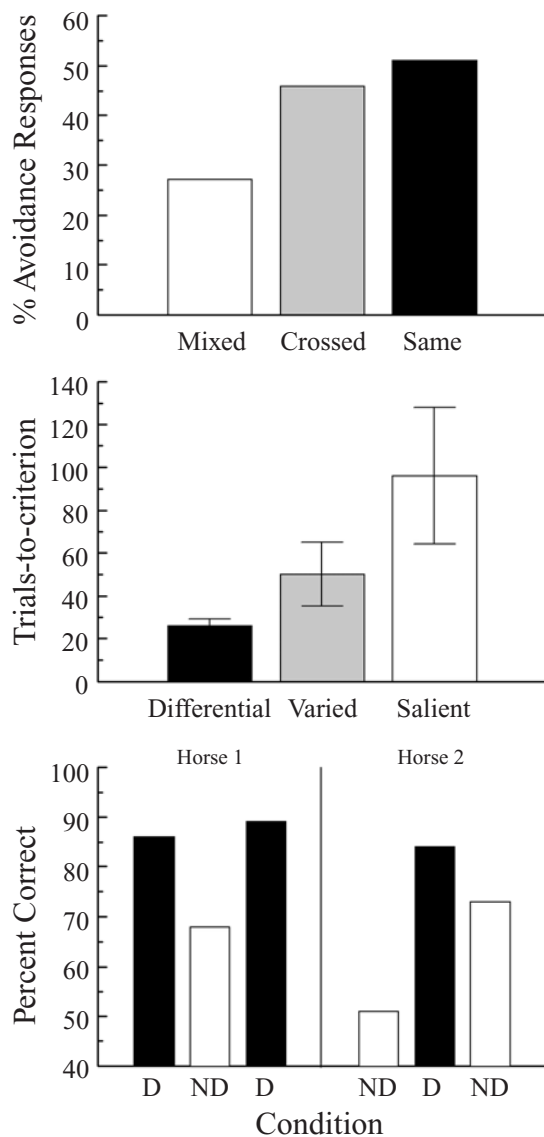 % Avoidance Responses
60
50
40
30
20
10
0
Mixed Crossed Same
Trials-to-criterion
140
120
100
80
60
40
20
0
Differential Varied Salient
Horse 1 Horse 2
Percent Correct
100
90
80
70
60
50
40
D ND D ND D ND
Condition